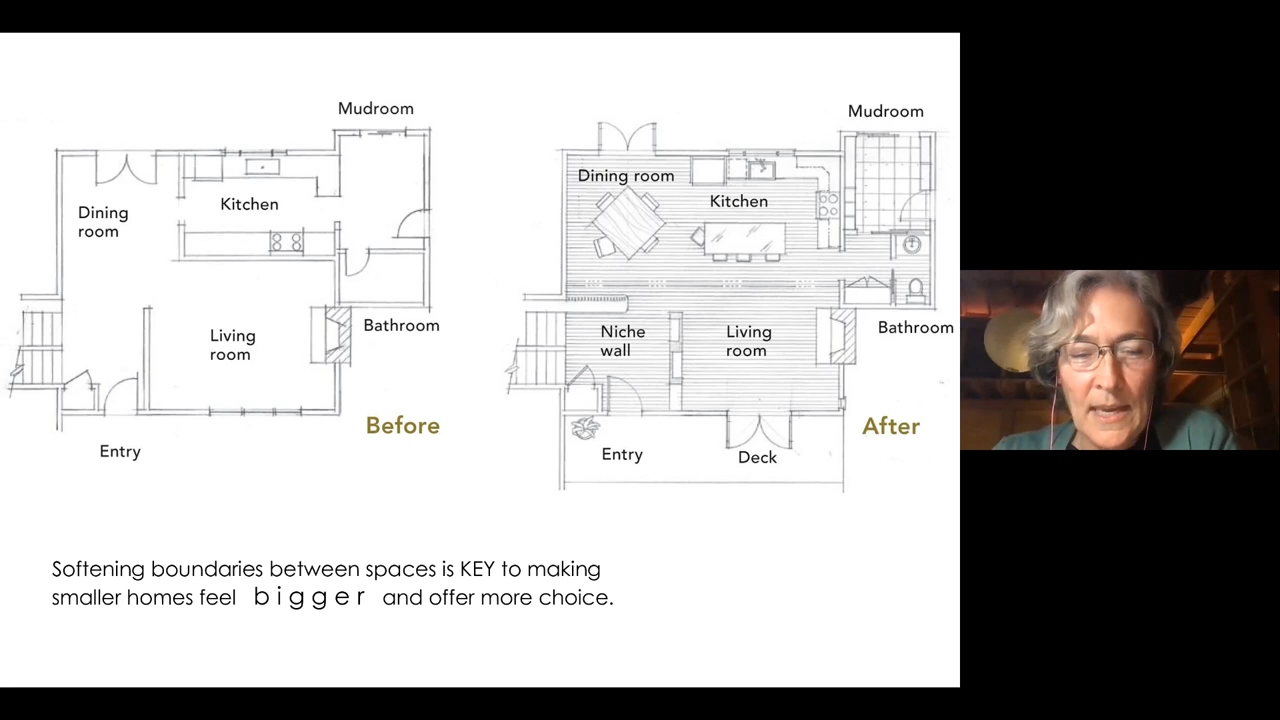 Mudroom
Kitchen
Dining
room
Bathroom
Living
room
Before
Entry
Mudroom
Dining room
Kitchen
Bathroom
Niche
wall
Living
room
After
Entry
Deck
Softening boundaries between spaces is KEY to making
smaller homes feel bigger and offer more choice.